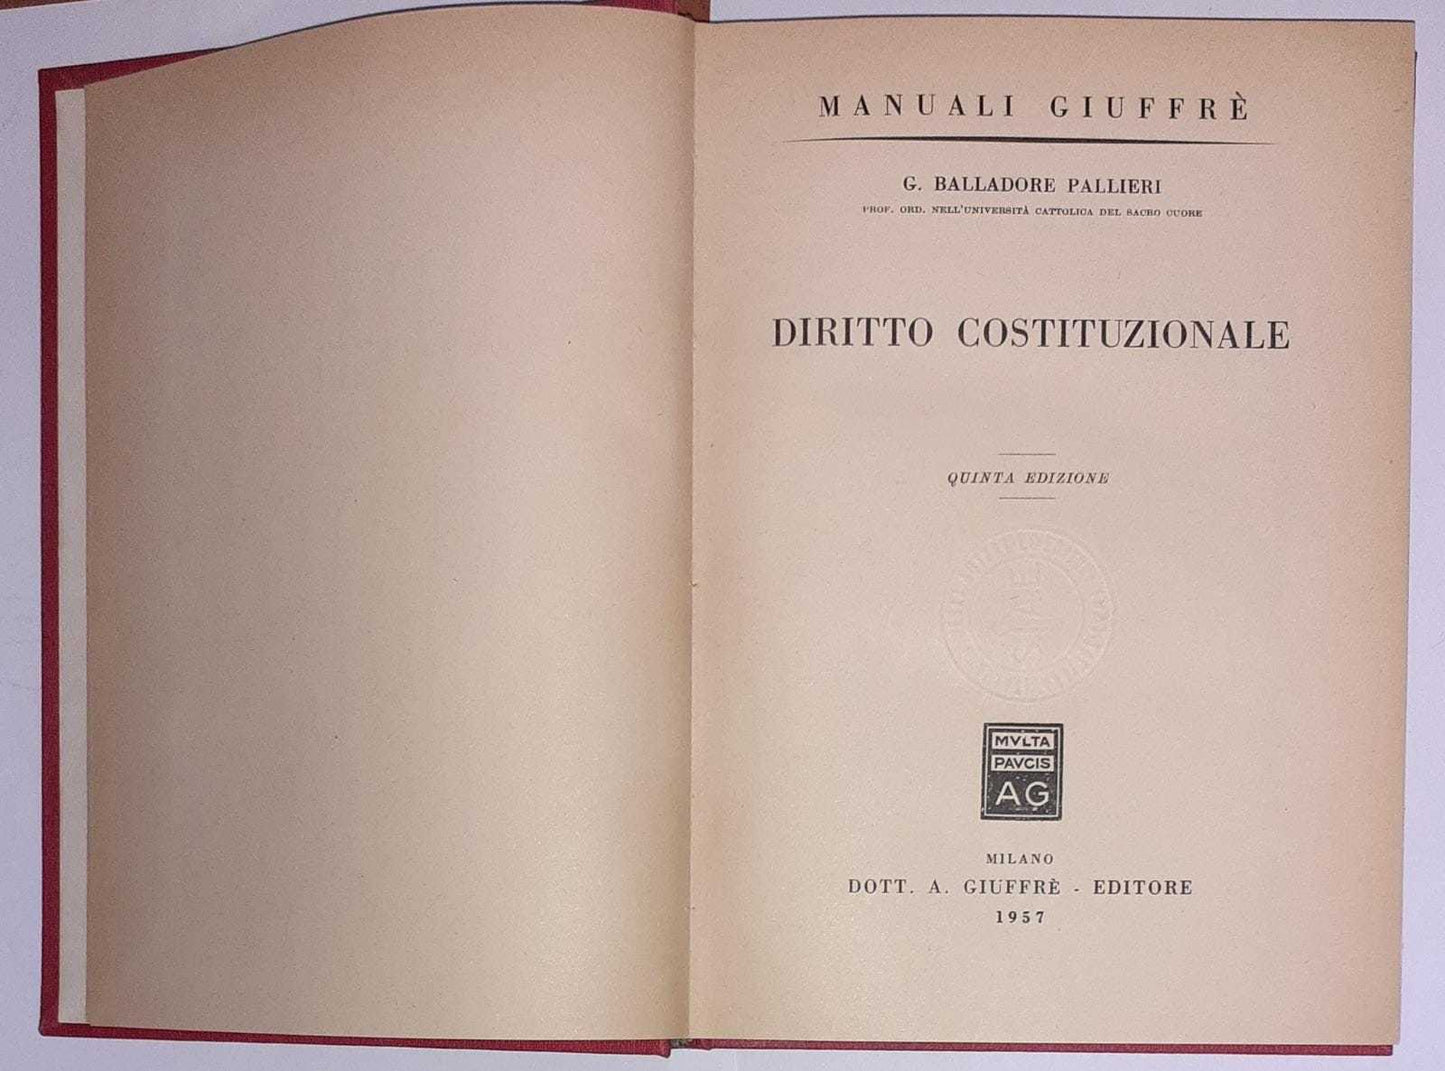 MANUALI GIUFFRÈ
G. BALLADORE PALLIERI
PROF. ORD. NELL'UNIVERSITÀ CATTOLICA DEL SACRO CUORE
DIRITTO COSTITUZIONALE
QUINTA EDIZIONE
MVLTA
PAVCIS
AG
MILANO
DOTT. A. GIUFFRÈ - EDITORE
1957